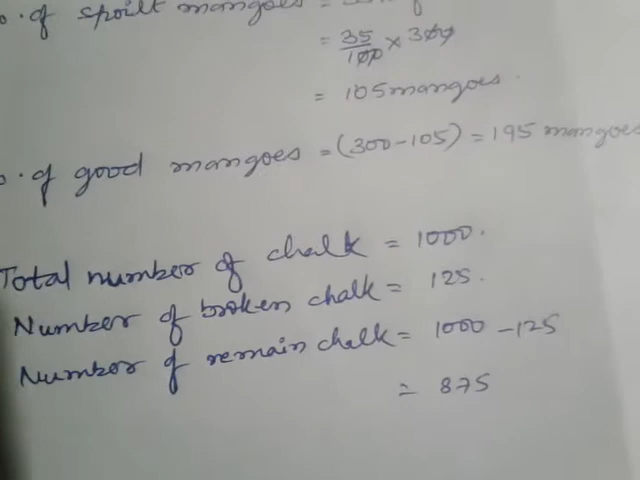 of spoilt mangoes =
= 35/100 × 300
= 105 mangoes.
of good mangoes = (300-105) = 195 mangoes
Total number of chalk = 1000.
Number of broken chalk = 125.
Number of remain chalk = 1000 - 125
= 875